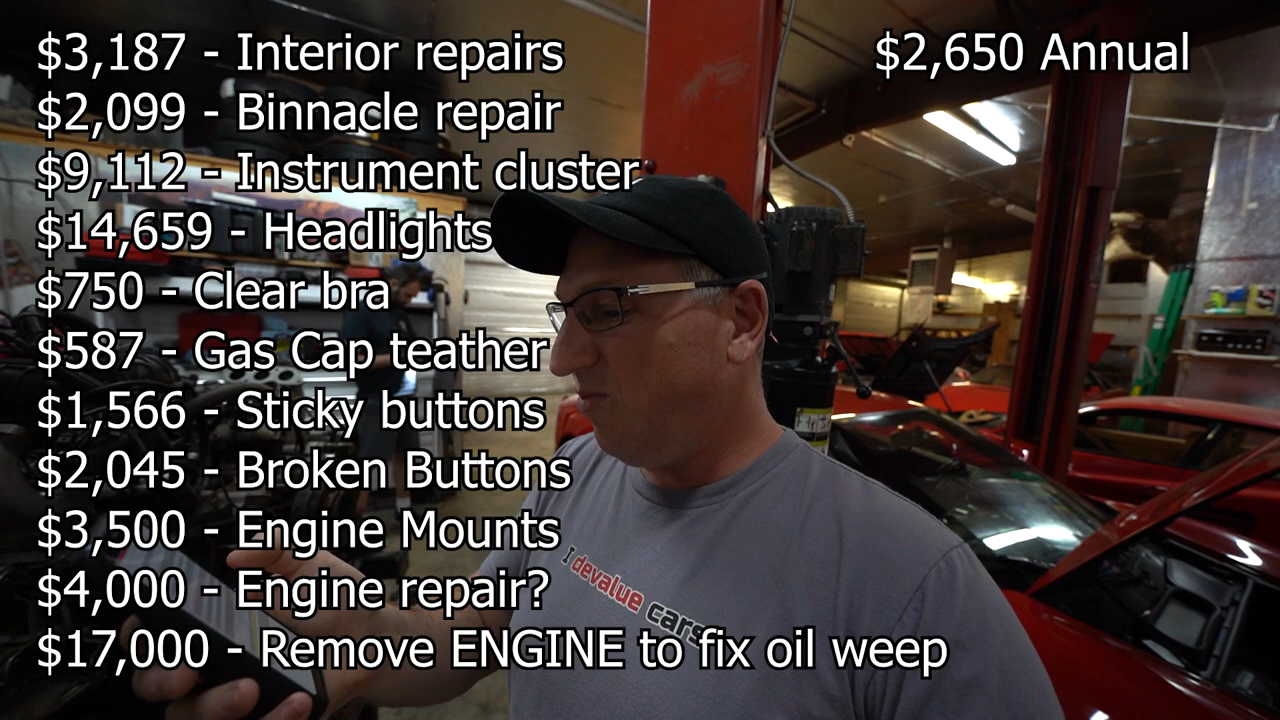 $3,187 - Interior repairs
$2,650 Annual
$2,099 - Binnacle repair
$9,112 - Instrument cluster
$14,659 - Headlights
$750 - Clear bra
$587 - Gas Cap teather
$1,566 - Sticky buttons
$2,045 - Broken Buttons
$3,500 - Engine Mounts
$4,000 - Engine repair?
$17,000 - Remove ENGINE to fix oil weep
I devalue cars